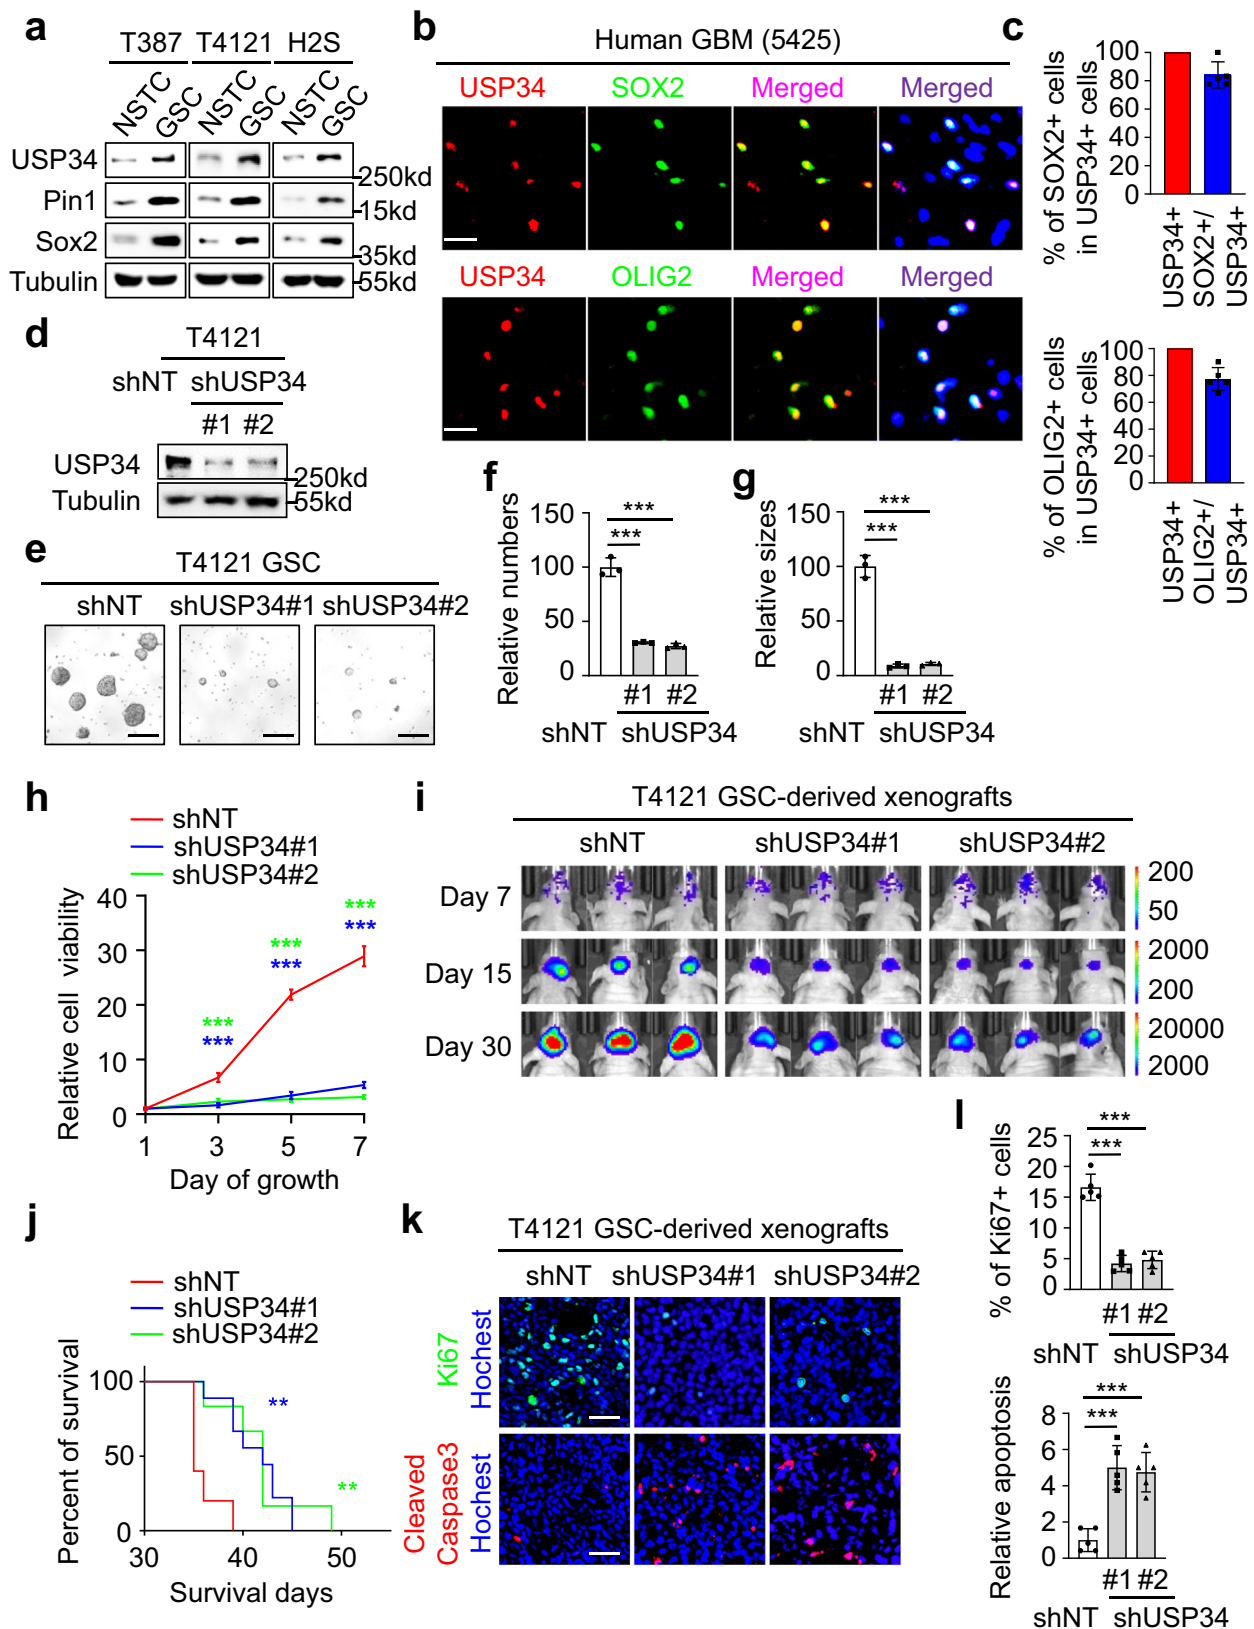 a
T387 T4121 H2S
NSTC GSC NSTC GSC NSTC GSC
USP34
250kd
Pin1
15kd
Sox2
35kd
Tubulin
55kd
b
Human GBM (5425)
USP34 SOX2 Merged Merged
USP34 OLIG2 Merged Merged
c
% of SOX2+ cells
in USP34+ cells
100
80
60
40
20
0
USP34+
SOX2+/
USP34+
% of OLIG2+ cells
in USP34+ cells
100
80
60
40
20
0
USP34+
OLIG2+/
USP34+
d
T4121
shNT shUSP34
#1 #2
USP34
250kd
Tubulin
55kd
e
T4121 GSC
shNT shUSP34#1 shUSP34#2
f
Relative numbers
150
100
50
0
*** ***
#1 #2
shNT shUSP34
g
Relative sizes
150
100
50
0
*** ***
#1 #2
shNT shUSP34
h
shNT
shUSP34#1
shUSP34#2
Relative cell viability
40
30
20
10
0
*** *** ***
*** *** ***
1 3 5 7
Day of growth
i
T4121 GSC-derived xenografts
shNT shUSP34#1 shUSP34#2
Day 7
200
50
Day 15
2000
200
Day 30
20000
2000
j
shNT
shUSP34#1
shUSP34#2
Percent of survival
100
50
0
**
**
30 40 50
Survival days
k
T4121 GSC-derived xenografts
shNT shUSP34#1 shUSP34#2
Ki67
Hochest
Cleaved
Caspase3
Hochest
l
% of Ki67+ cells
25
20
15
10
5
0
***
***
#1 #2
shNT shUSP34
Relative apoptosis
8
6
4
2
0
***
***
#1 #2
shNT shUSP34